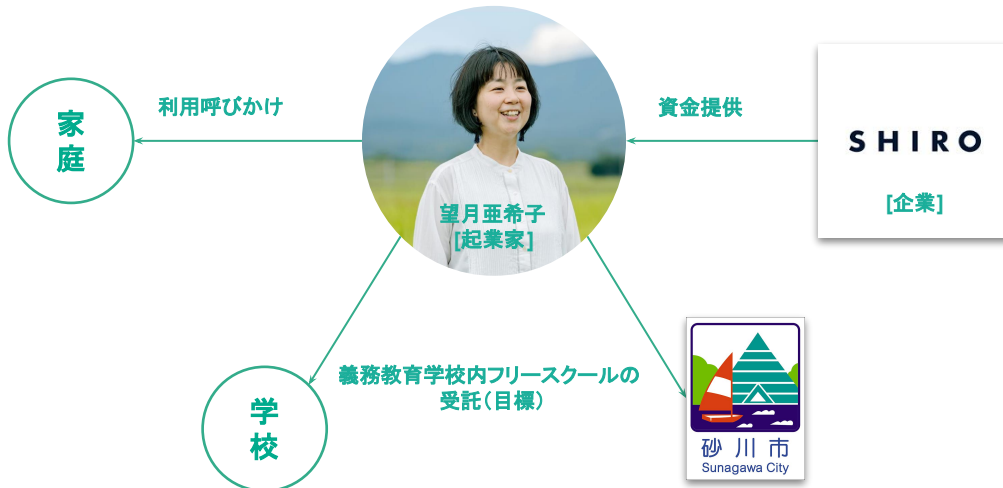 家
庭
利用呼びかけ
資金提供
SHIRO
[企業]
望月亜希子
[起業家]
義務教育学校内フリースクールの
受託（目標）
学
校
砂川市
Sunagawa City